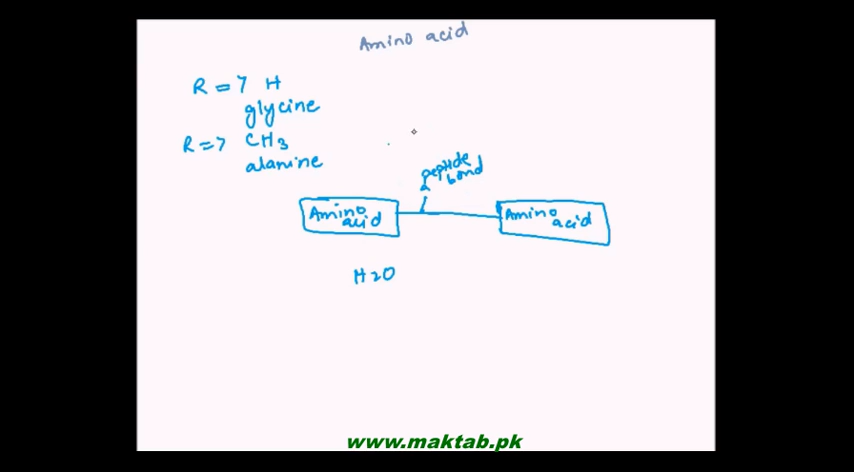 Amino acid
R => H
glycine
R => CH3
alanine
peptide
bond
Amino
acid
Amino
acid
H2O
www.maktab.pk